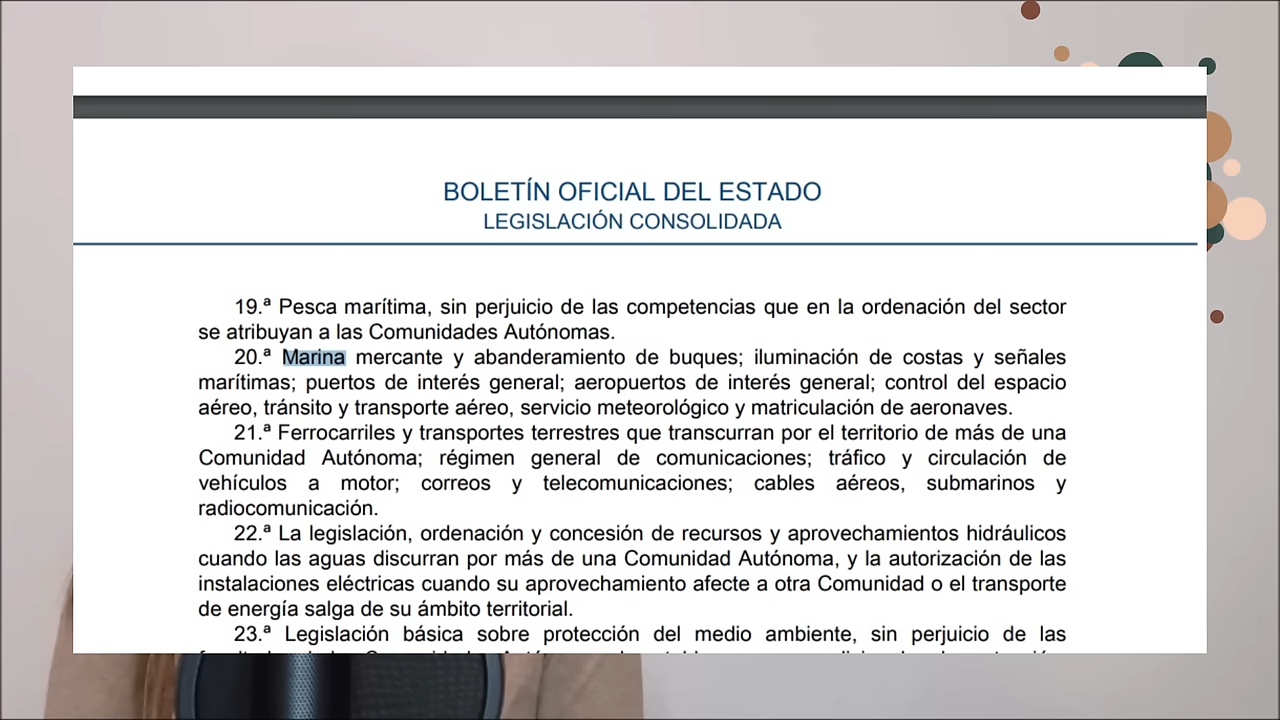 BOLETÍN OFICIAL DEL ESTADO
LEGISLACIÓN CONSOLIDADA
19.ª Pesca marítima, sin perjuicio de las competencias que en la ordenación del sector
se atribuyan a las Comunidades Autónomas.
20.ª Marina mercante y abanderamiento de buques; iluminación de costas y señales
marítimas; puertos de interés general; aeropuertos de interés general; control del espacio
aéreo, tránsito y transporte aéreo, servicio meteorológico y matriculación de aeronaves.
21.ª Ferrocarriles y transportes terrestres que transcurran por el territorio de más de una
Comunidad Autónoma; régimen general de comunicaciones; tráfico y circulación de
vehículos a motor; correos y telecomunicaciones; cables aéreos, submarinos y
radiocomunicación.
22.ª La legislación, ordenación y concesión de recursos y aprovechamientos hidráulicos
cuando las aguas discurran por más de una Comunidad Autónoma, y la autorización de las
instalaciones eléctricas cuando su aprovechamiento afecte a otra Comunidad o el transporte
de energía salga de su ámbito territorial.
23.ª Legislación básica sobre protección del medio ambiente, sin perjuicio de las